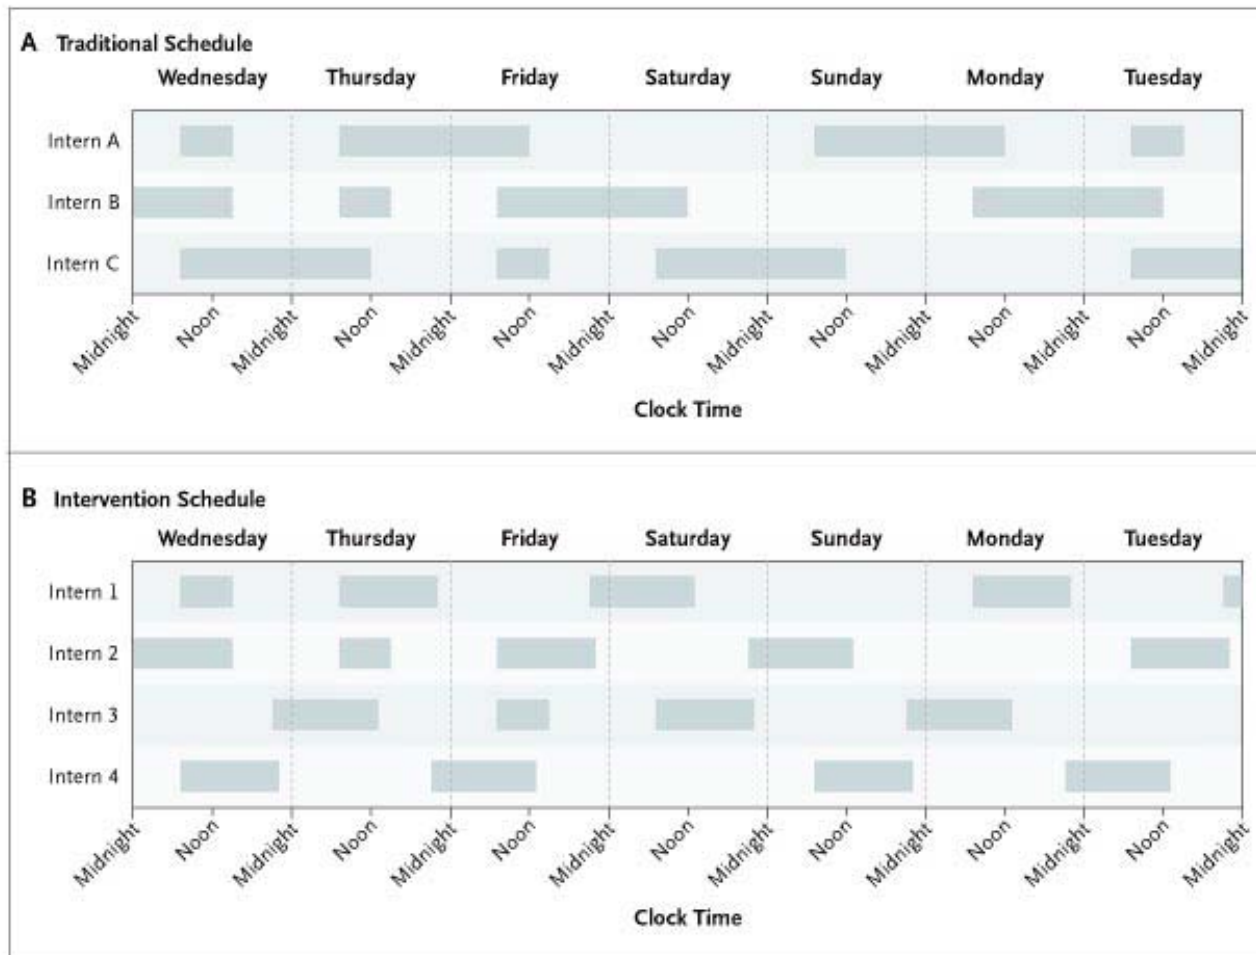 A Traditional Schedule
Wednesday Thursday Friday Saturday Sunday Monday Tuesday
Intern A
Intern B
Intern C
Midnight Noon Midnight Noon Midnight Noon Midnight Noon Midnight Noon Midnight Noon Midnight Noon Midnight
Clock Time
B Intervention Schedule
Wednesday Thursday Friday Saturday Sunday Monday Tuesday
Intern 1
Intern 2
Intern 3
Intern 4
Midnight Noon Midnight Noon Midnight Noon Midnight Noon Midnight Noon Midnight Noon Midnight Noon Midnight
Clock Time